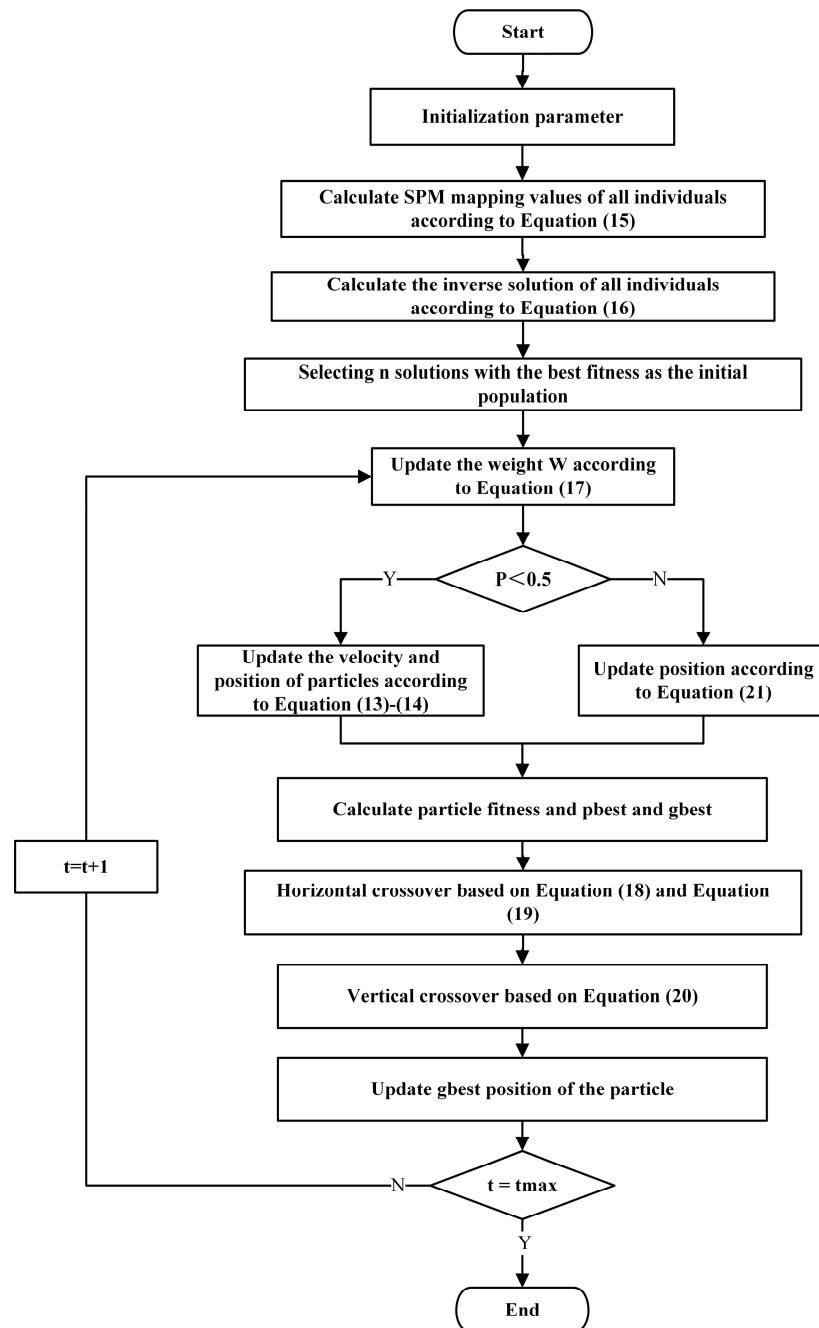 Start
Initialization parameter
Calculate SPM mapping values of all individuals
according to Equation (15)
Calculate the inverse solution of all individuals
according to Equation (16)
Selecting n solutions with the best fitness as the initial
population
Update the weight W according
to Equation (17)
P＜0.5
Y
N
Update the velocity and
position of particles according
to Equation (13)-(14)
Update position according
to Equation (21)
Calculate particle fitness and pbest and gbest
t=t+1
Horizontal crossover based on Equation (18) and Equation
(19)
Vertical crossover based on Equation (20)
Update gbest position of the particle
t = tmax
N
Y
End